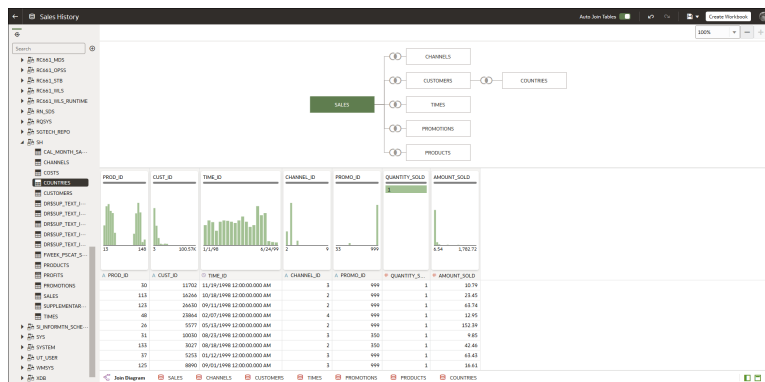 Sales History
Auto Join Tables
Create Workbook
100%
Search
RC661_MDS
RC661_OPSS
RC661_STB
RC661_WLS
RC661_WLS_RUNTIME
RN_SDS
RQSYS
SGTECH_REPO
SH
CAL_MONTH_SA...
CHANNELS
COSTS
COUNTRIES
CUSTOMERS
DR$SUP_TEXT_I...
DR$SUP_TEXT_I...
DR$SUP_TEXT_I...
DR$SUP_TEXT_I...
FWEEK_PSCAT_S...
PRODUCTS
PROFITS
PROMOTIONS
SALES
SUPPLEMENTAR...
TIMES
SI_INFORMTN_SCHE...
SYS
SYSTEM
UT_USER
WMSYS
XDB
CHANNELS
CUSTOMERS COUNTRIES
SALES TIMES
PROMOTIONS
PRODUCTS
PROD_ID CUST_ID TIME_ID CHANNEL_ID PROMO_ID QUANTITY_SOLD AMOUNT_SOLD
1
13 148 3 100.57K 1/1/98 6/24/99 2 9 33 999 6.54 1,782.72
A PROD_ID A CUST_ID TIME_ID A CHANNEL_ID A PROMO_ID # QUANTITY_S... # AMOUNT_SOLD
30 11702 11/19/1998 12:00:00.000 AM 3 999 1 10.79
113 16266 10/18/1998 12:00:00.000 AM 2 999 1 23.45
123 26630 09/11/1998 12:00:00.000 AM 2 999 1 63.74
48 23864 02/07/1998 12:00:00.000 AM 4 999 1 12.95
26 5577 05/13/1998 12:00:00.000 AM 2 999 1 152.39
31 10030 08/23/1998 12:00:00.000 AM 3 350 1 9.85
133 3027 08/18/1998 12:00:00.000 AM 2 350 1 42.46
37 5253 01/12/1999 12:00:00.000 AM 3 999 1 63.43
125 8890 09/01/1998 12:00:00.000 AM 3 999 1 16.61
Join Diagram SALES CHANNELS CUSTOMERS TIMES PROMOTIONS PRODUCTS COUNTRIES